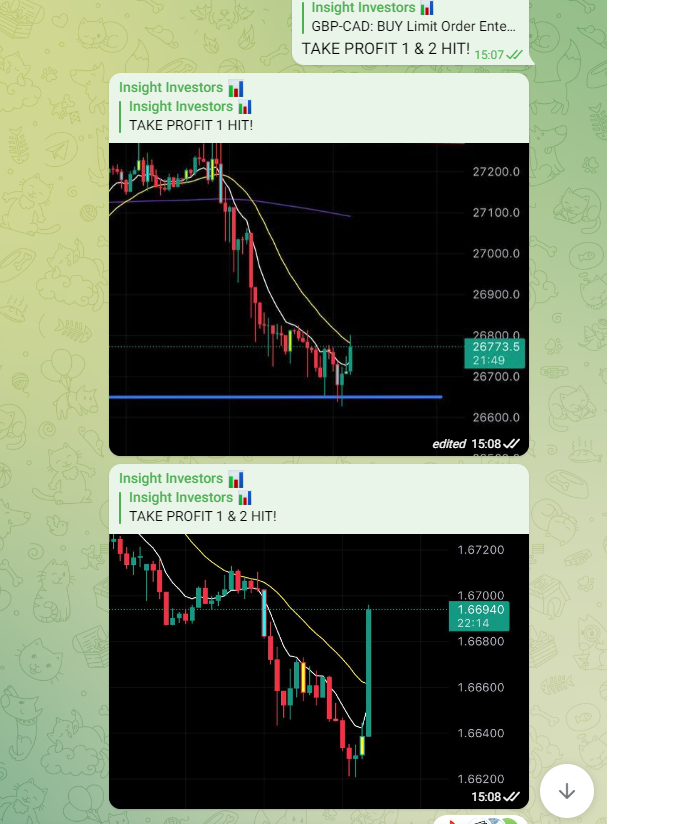 Insight Investors
GBP-CAD: BUY Limit Order Ente...
TAKE PROFIT 1 & 2 HIT! 15:07
Insight Investors
Insight Investors
TAKE PROFIT 1 HIT!
27200.0
27100.0
27000.0
26900.0
26800.0
26773.5
21:49
26700.0
26600.0
edited 15:08
Insight Investors
Insight Investors
TAKE PROFIT 1 & 2 HIT!
1.67200
1.67000
1.66940
22:14
1.66800
1.66600
1.66400
1.66200
15:08